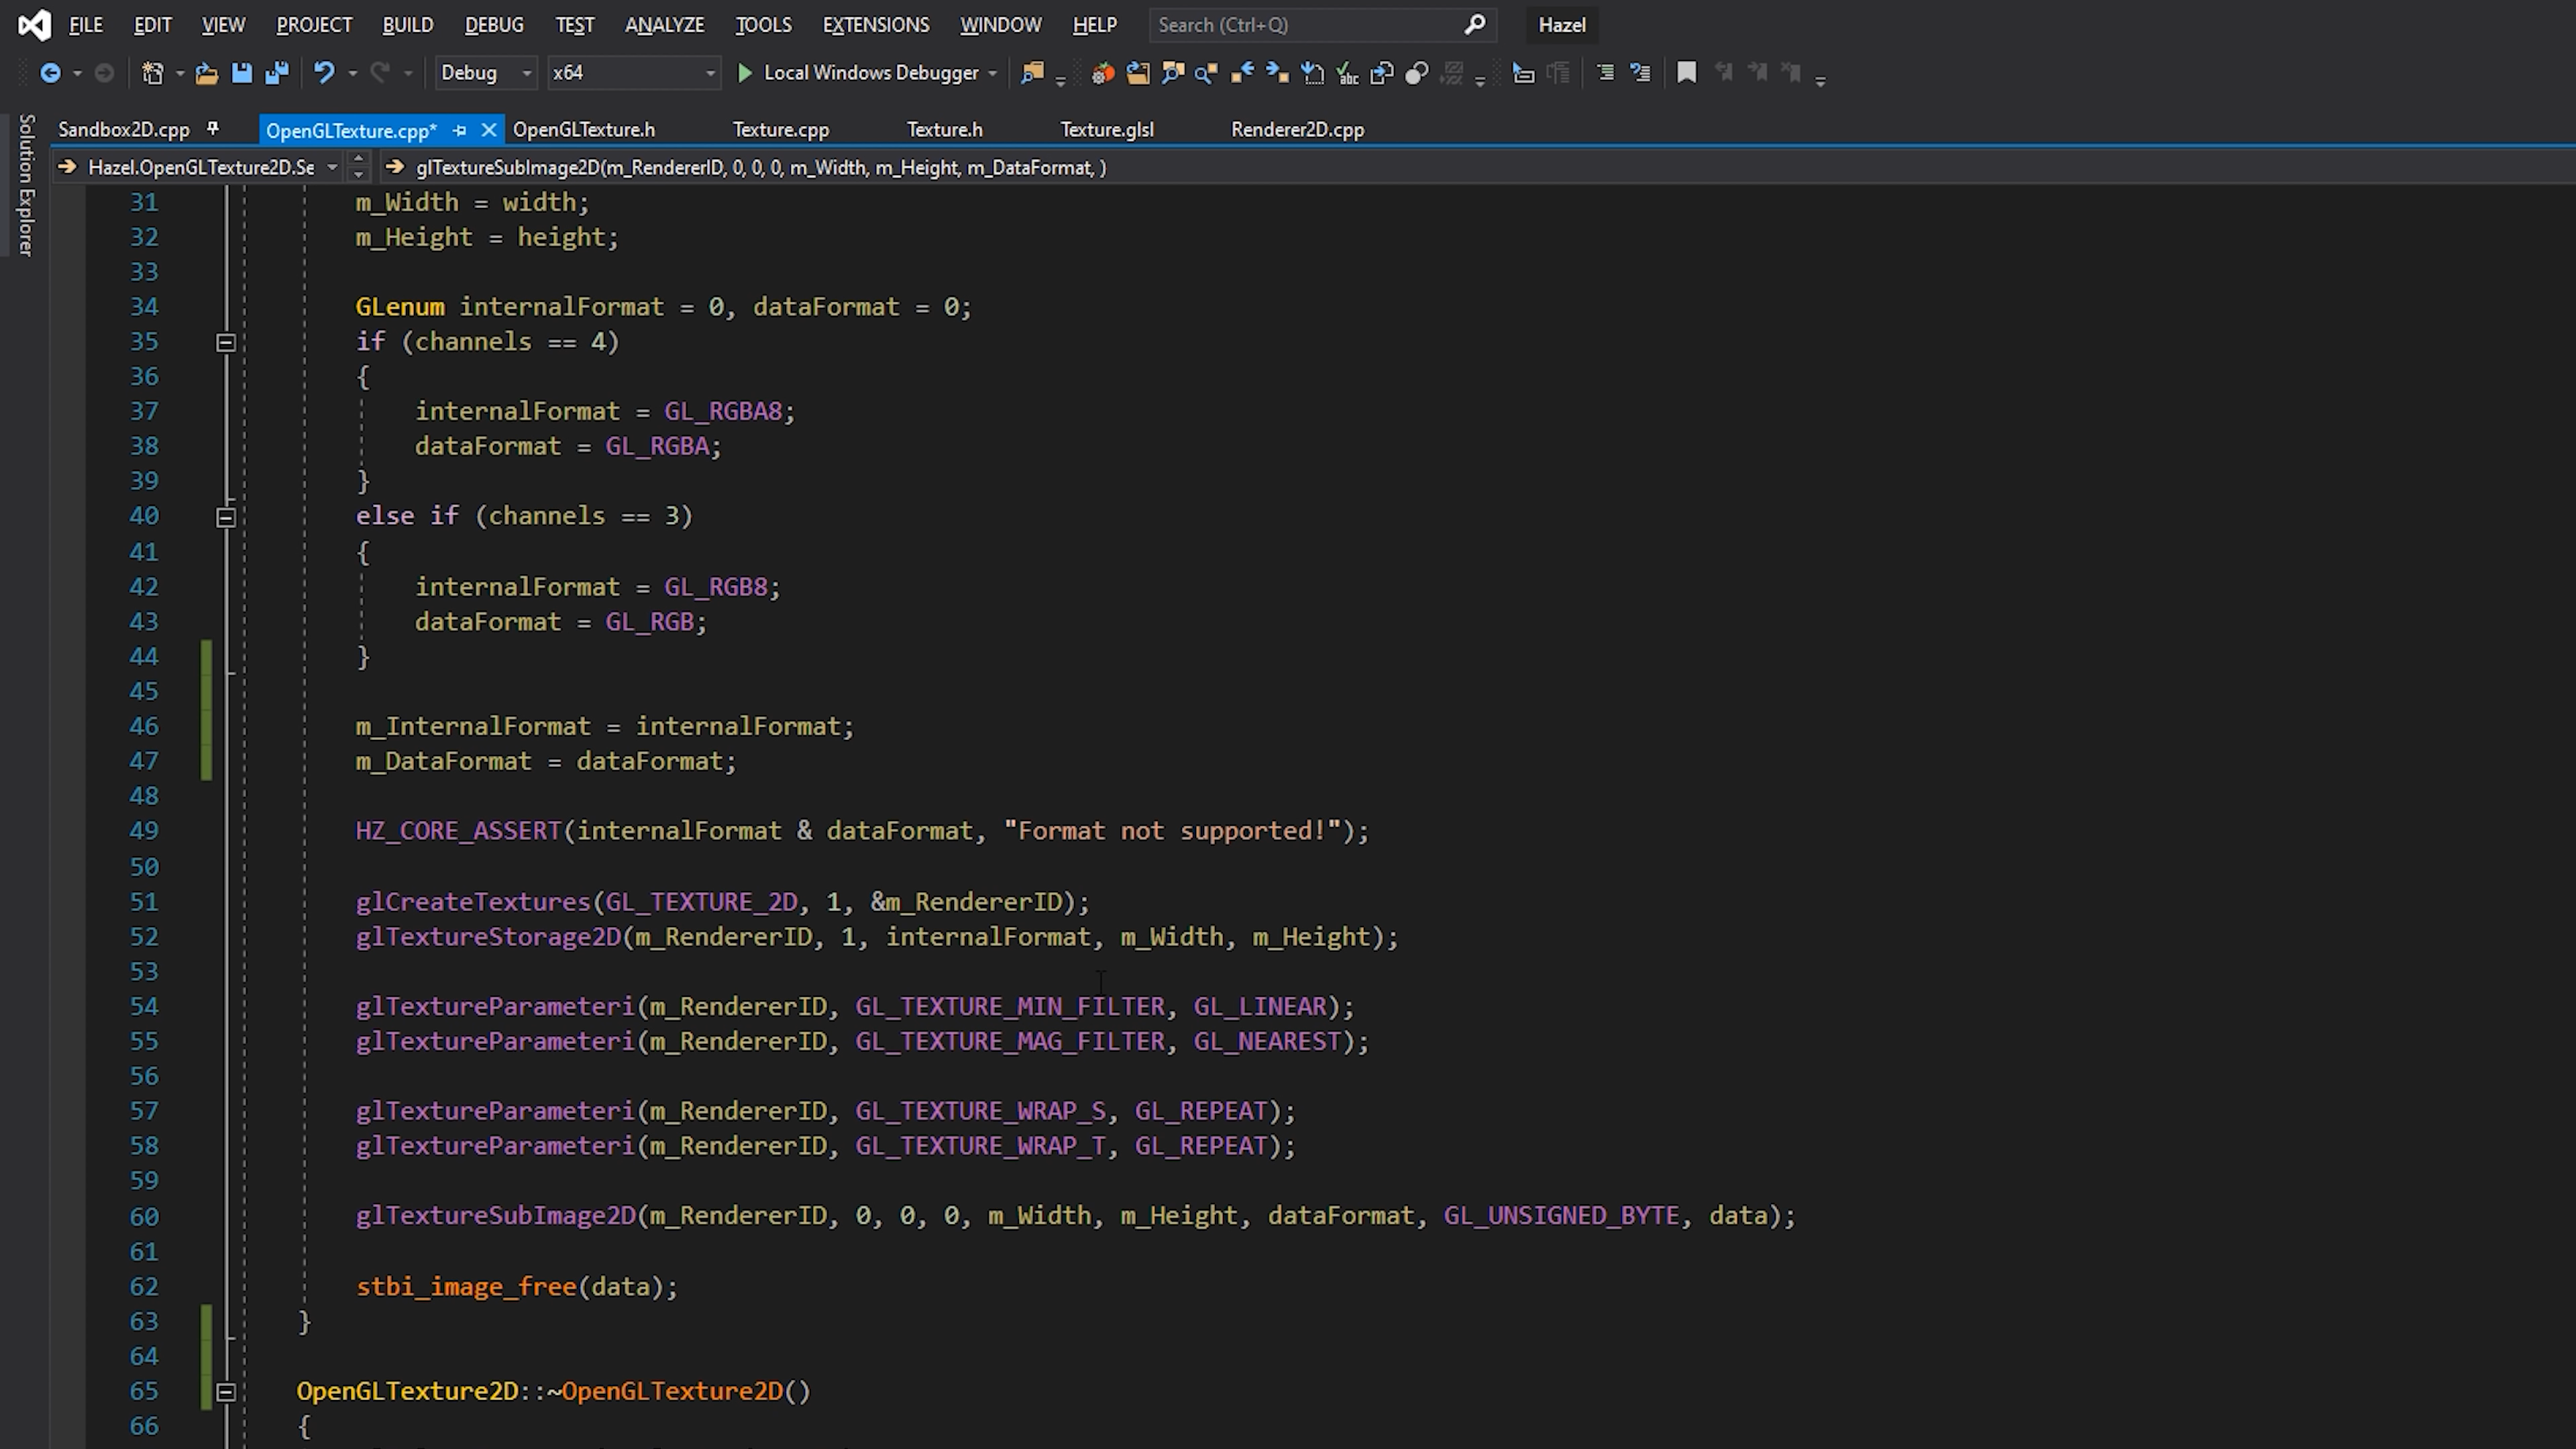 FILE EDIT VIEW PROJECT BUILD DEBUG TEST ANALYZE TOOLS EXTENSIONS WINDOW HELP Search (Ctrl+Q) Hazel
Debug x64 Local Windows Debugger
Solution Explorer
Sandbox2D.cpp OpenGLTexture.cpp* OpenGLTexture.h Texture.cpp Texture.h Texture.glsl Renderer2D.cpp
Hazel.OpenGLTexture2D.Se glTextureSubImage2D(m_RendererID, 0, 0, 0, m_Width, m_Height, m_DataFormat, )
31 m_Width = width;
32 m_Height = height;
33
34 GLenum internalFormat = 0, dataFormat = 0;
35 if (channels == 4)
36 {
37 internalFormat = GL_RGBA8;
38 dataFormat = GL_RGBA;
39 }
40 else if (channels == 3)
41 {
42 internalFormat = GL_RGB8;
43 dataFormat = GL_RGB;
44 }
45
46 m_InternalFormat = internalFormat;
47 m_DataFormat = dataFormat;
48
49 HZ_CORE_ASSERT(internalFormat & dataFormat, "Format not supported!");
50
51 glCreateTextures(GL_TEXTURE_2D, 1, &m_RendererID);
52 glTextureStorage2D(m_RendererID, 1, internalFormat, m_Width, m_Height);
53
54 glTextureParameteri(m_RendererID, GL_TEXTURE_MIN_FILTER, GL_LINEAR);
55 glTextureParameteri(m_RendererID, GL_TEXTURE_MAG_FILTER, GL_NEAREST);
56
57 glTextureParameteri(m_RendererID, GL_TEXTURE_WRAP_S, GL_REPEAT);
58 glTextureParameteri(m_RendererID, GL_TEXTURE_WRAP_T, GL_REPEAT);
59
60 glTextureSubImage2D(m_RendererID, 0, 0, 0, m_Width, m_Height, dataFormat, GL_UNSIGNED_BYTE, data);
61
62 stbi_image_free(data);
63 }
64
65 OpenGLTexture2D::~OpenGLTexture2D()
66 {